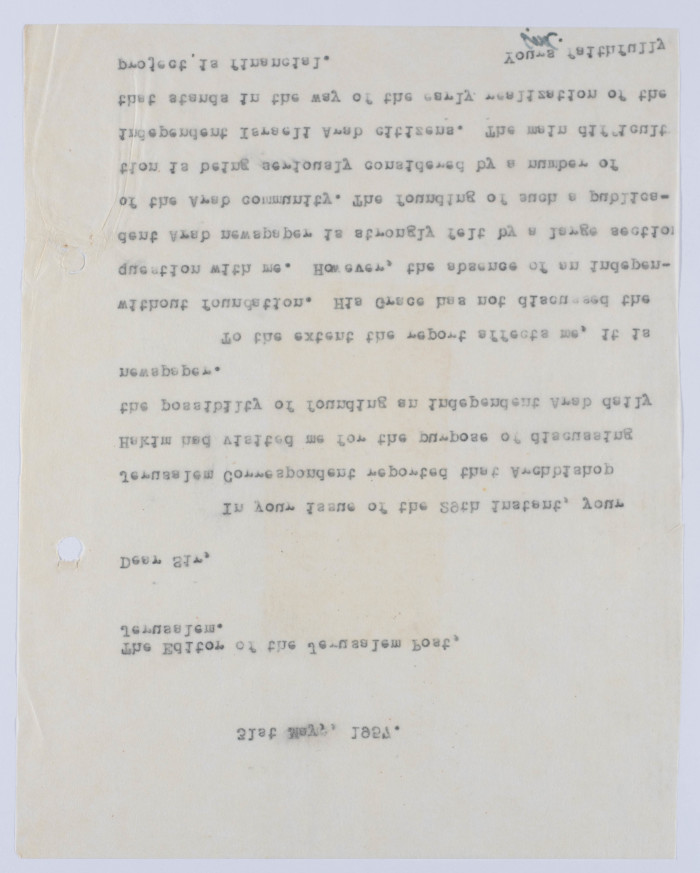 31st May, 1957.
The Editor of the Jerusalem Post,
Jerusalem.
Dear Sir,
In your issue of the 29th instant, your
Jerusalem Correspondent reported that Archbishop
Hakim had visited me for the purpose of discussing
the possiblity of founding an independent Arab daily
newspaper.
To the extent the report affects me, it is
without foundation. His Grace has not discussed the
question with me. However, the absence of an indepen-
dent Arab newspaper is strongly felt by a large section
of the Arab community. The founding of such a publica-
tion is being seriously considered by a number of
independent Israeli Arab citizens. The main difficult
that stands in the way of the early realization of the
project is financial.
Yours faithfully